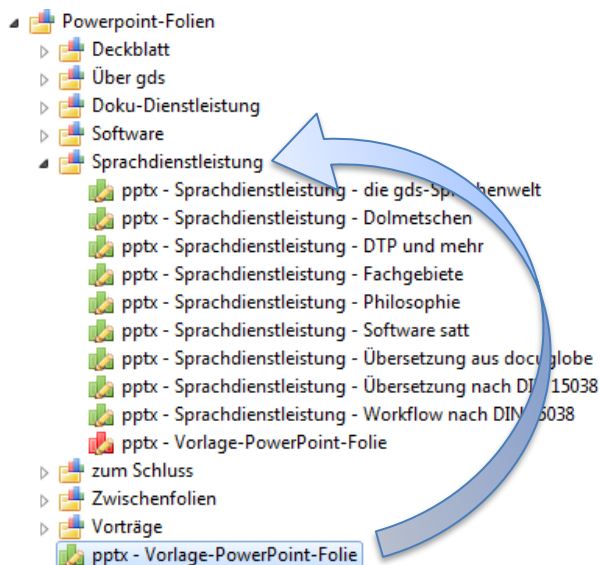 Powerpoint-Folien
Deckblatt
Über gds
Doku-Dienstleistung
Software
Sprachdienstleistung
pptx - Sprachdienstleistung - die gds-Sprachenwelt
pptx - Sprachdienstleistung - Dolmetschen
pptx - Sprachdienstleistung - DTP und mehr
pptx - Sprachdienstleistung - Fachgebiete
pptx - Sprachdienstleistung - Philosophie
pptx - Sprachdienstleistung - Software satt
pptx - Sprachdienstleistung - Übersetzung aus docuglobe
pptx - Sprachdienstleistung - Übersetzung nach DIN 15038
pptx - Sprachdienstleistung - Workflow nach DIN 15038
pptx - Vorlage-PowerPoint-Folie
zum Schluss
Zwischenfolien
Vorträge
pptx - Vorlage-PowerPoint-Folie